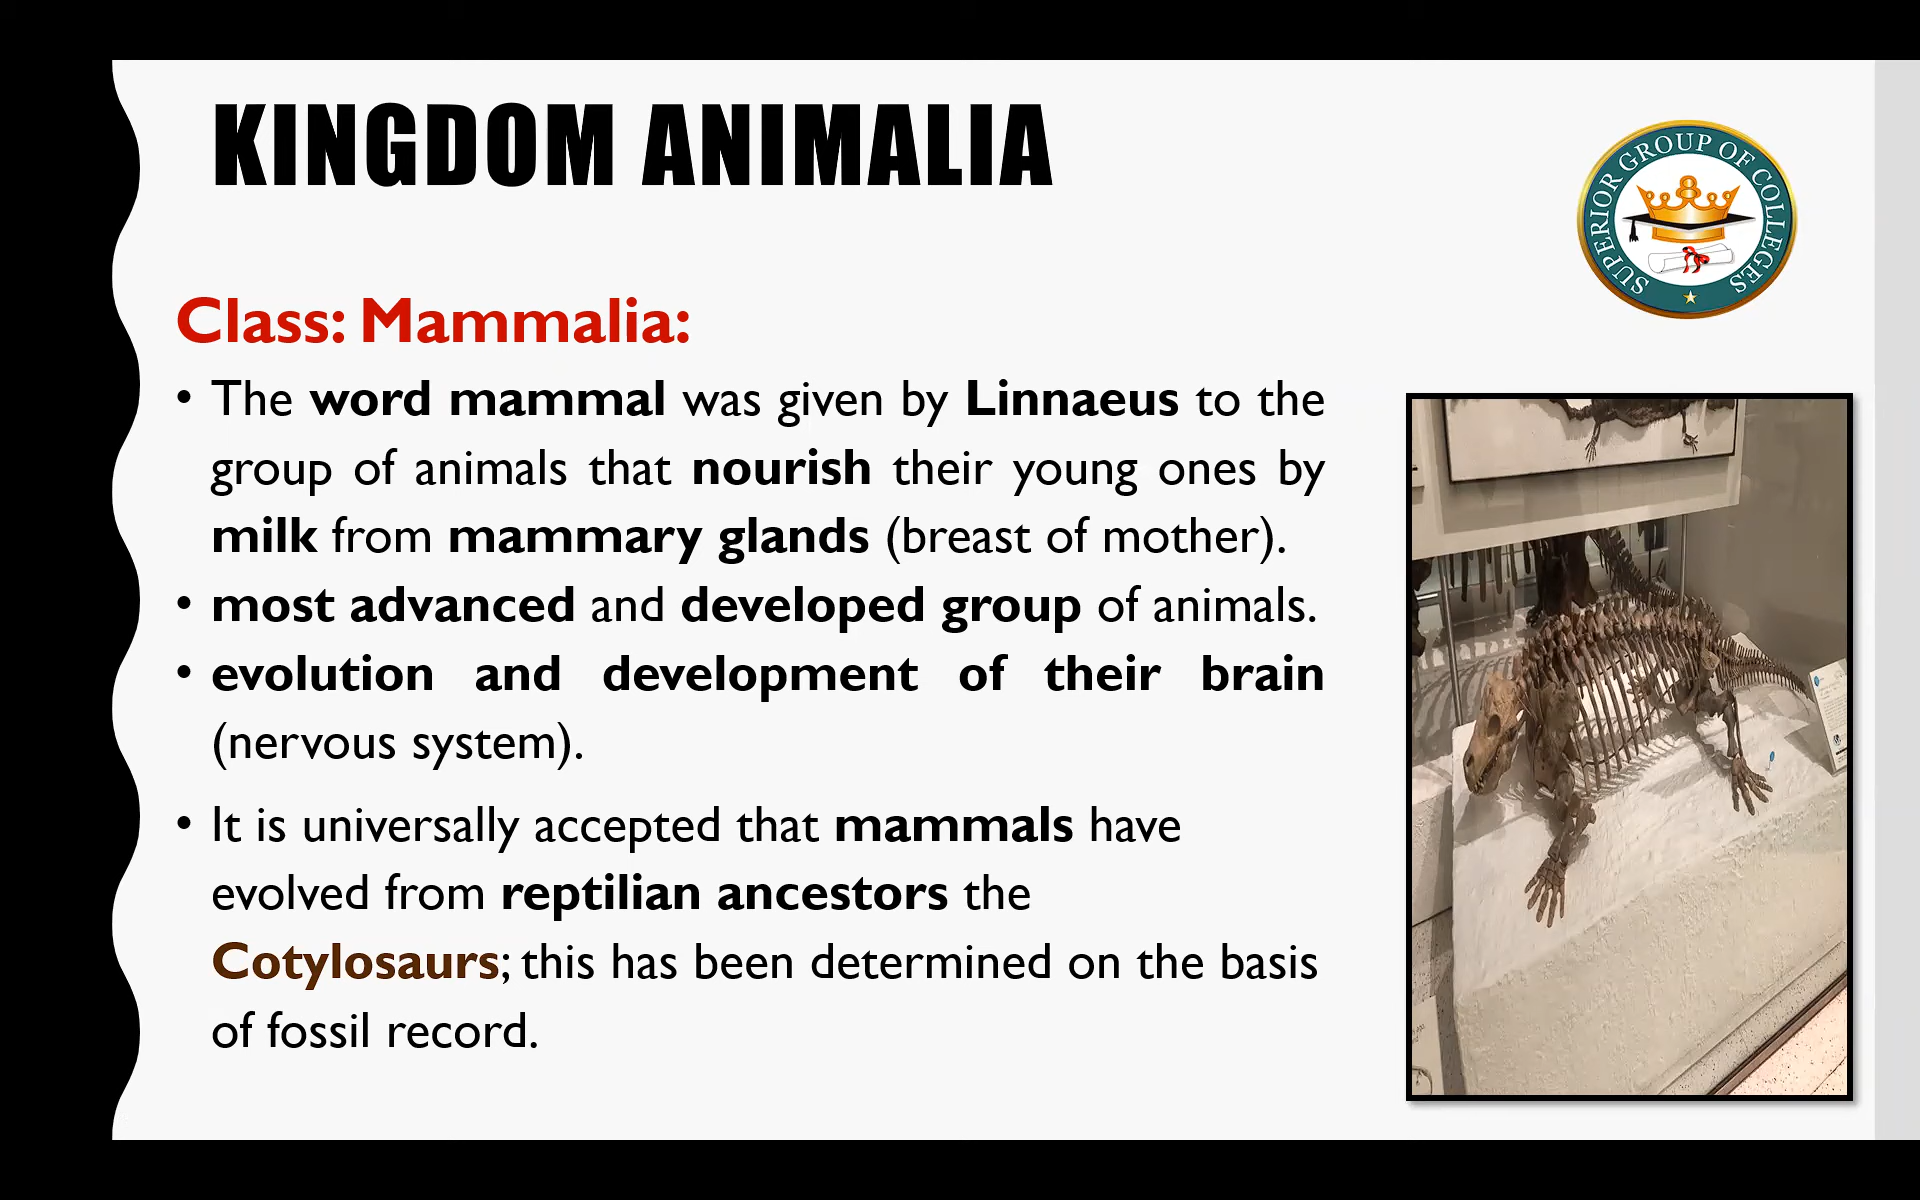 KINGDOM ANIMALIA
SUPERIOR GROUP OF COLLEGES
Class: Mammalia:
• The word mammal was given by Linnaeus to the
group of animals that nourish their young ones by
milk from mammary glands (breast of mother).
• most advanced and developed group of animals.
• evolution and development of their brain
(nervous system).
• It is universally accepted that mammals have
evolved from reptilian ancestors the
Cotylosaurs; this has been determined on the basis
of fossil record.